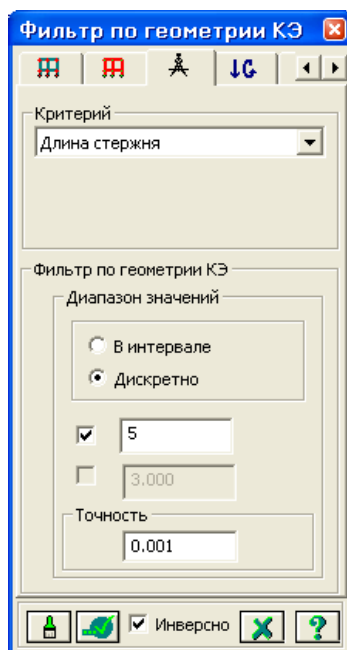 Фильтр по геометрии КЭ
Критерий
Длина стержня
Фильтр по геометрии КЭ
Диапазон значений
В интервале
Дискретно
5
3.000
Точность
0.001
Инверсно
?